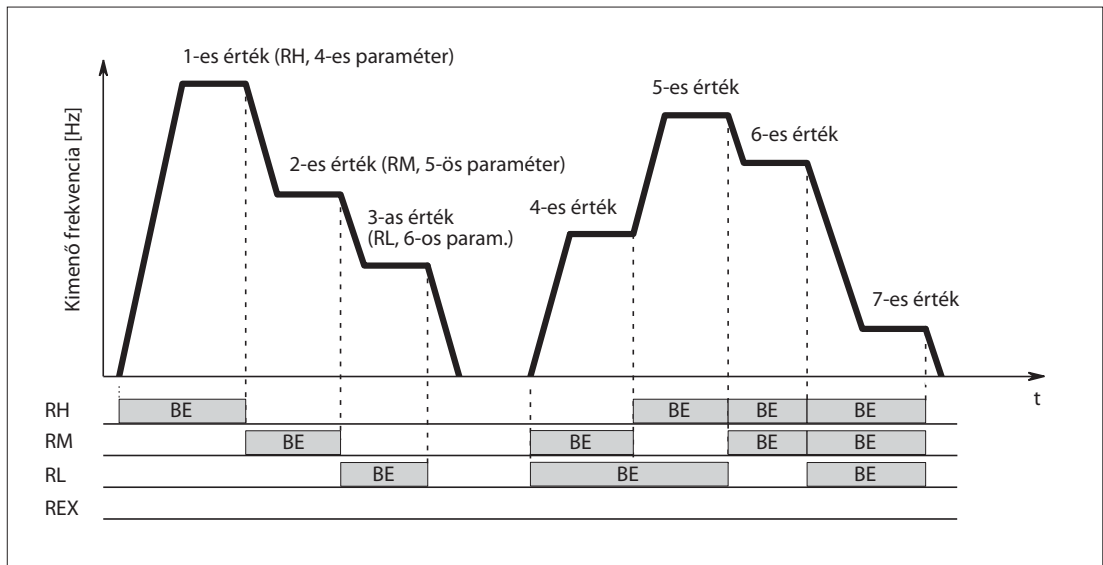 1-es érték (RH, 4-es paraméter)
5-es érték
6-es érték
2-es érték (RM, 5-ös paraméter)
3-as érték
(RL, 6-os param.)
4-es érték
7-es érték
Kimenő frekvencia [Hz]
t
RH BE BE BE BE
RM BE BE BE BE
RL BE BE BE
REX